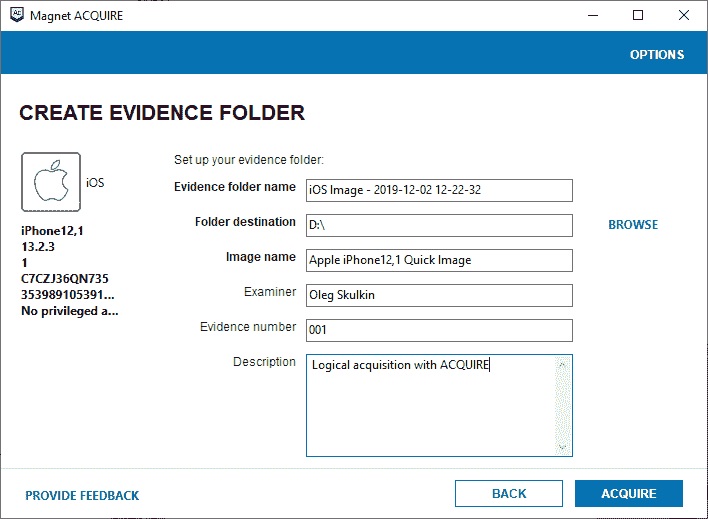 Ac Magnet ACQUIRE
OPTIONS
CREATE EVIDENCE FOLDER
iOS
iPhone12,1
13.2.3
1
C7CZJ36QN735
353989105391...
No privileged a...
Set up your evidence folder:
Evidence folder name iOS Image - 2019-12-02 12-22-32
Folder destination D:\ BROWSE
Image name Apple iPhone12,1 Quick Image
Examiner Oleg Skulkin
Evidence number 001
Description Logical acquisition with ACQUIRE
PROVIDE FEEDBACK BACK ACQUIRE